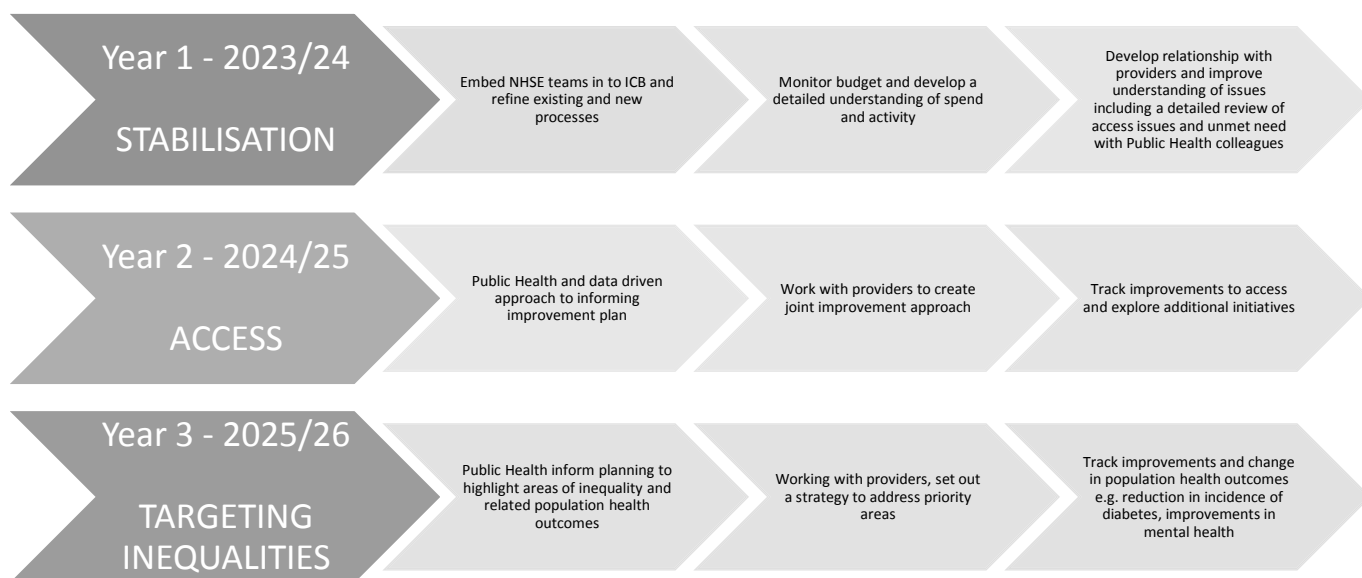 Year 1 - 2023/24
STABILISATION
Embed NHSE teams in to ICB and
refine existing and new
processes
Monitor budget and develop a
detailed understanding of spend
and activity
Develop relationship with
providers and improve
understanding of issues
including a detailed review of
access issues and unmet need
with Public Health colleagues
Year 2 - 2024/25
ACCESS
Public Health and data driven
approach to informing
improvement plan
Work with providers to create
joint improvement approach
Track improvements to access
and explore additional initiatives
Year 3 - 2025/26
TARGETING
INEQUALITIES
Public Health inform planning to
highlight areas of inequality and
related population health
outcomes
Working with providers, set out
a strategy to address priority
areas
Track improvements and change
in population health outcomes
e.g. reduction in incidence of
diabetes, improvements in
mental health